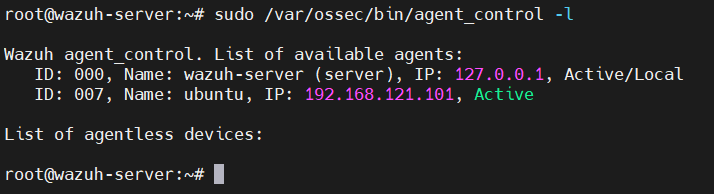 root@wazuh-server:~# sudo /var/ossec/bin/agent_control -l
Wazuh agent_control. List of available agents:
ID: 000, Name: wazuh-server (server), IP: 127.0.0.1, Active/Local
ID: 007, Name: ubuntu, IP: 192.168.121.101, Active
List of agentless devices:
root@wazuh-server:~#